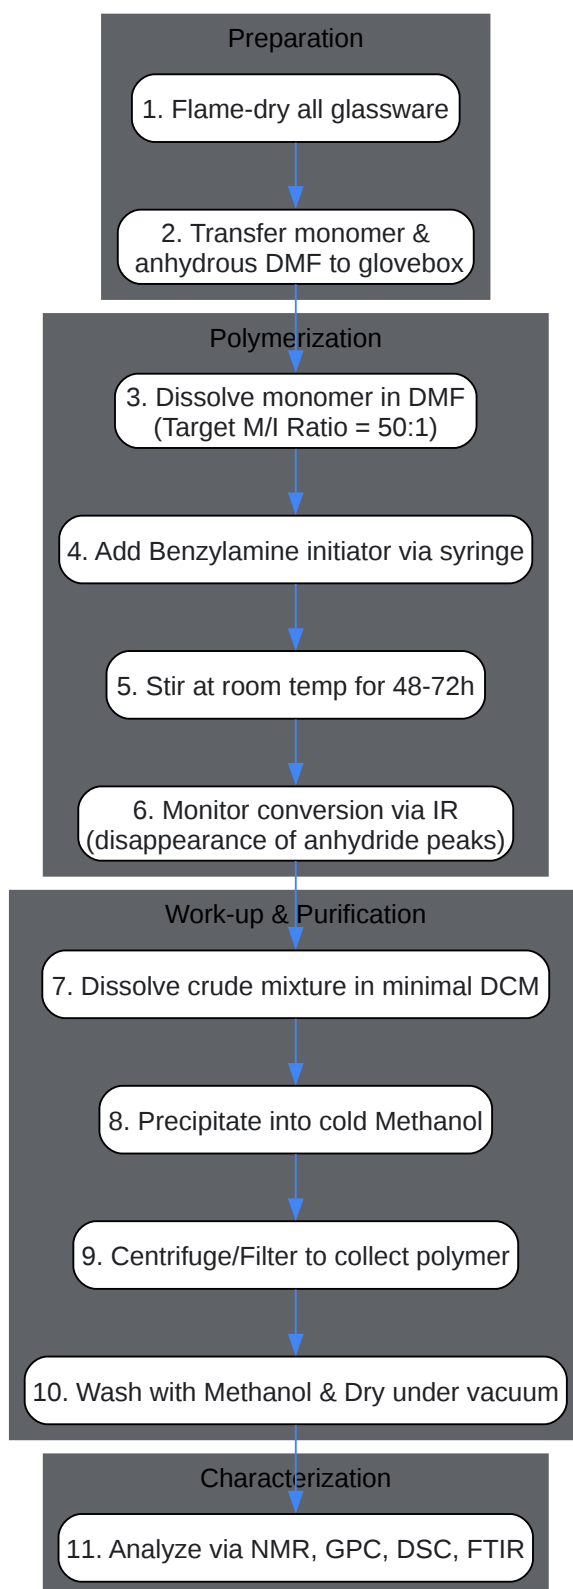 Preparation
1. Flame-dry all glassware
2. Transfer monomer &
anhydrous DMF to glovebox
Polymerization
3. Dissolve monomer in DMF
(Target M/I Ratio = 50:1)
4. Add Benzylamine initiator via syringe
5. Stir at room temp for 48-72h
6. Monitor conversion via IR
(disappearance of anhydride peaks)
Work-up & Purification
7. Dissolve crude mixture in minimal DCM
8. Precipitate into cold Methanol
9. Centrifuge/Filter to collect polymer
10. Wash with Methanol & Dry under vacuum
Characterization
11. Analyze via NMR, GPC, DSC, FTIR